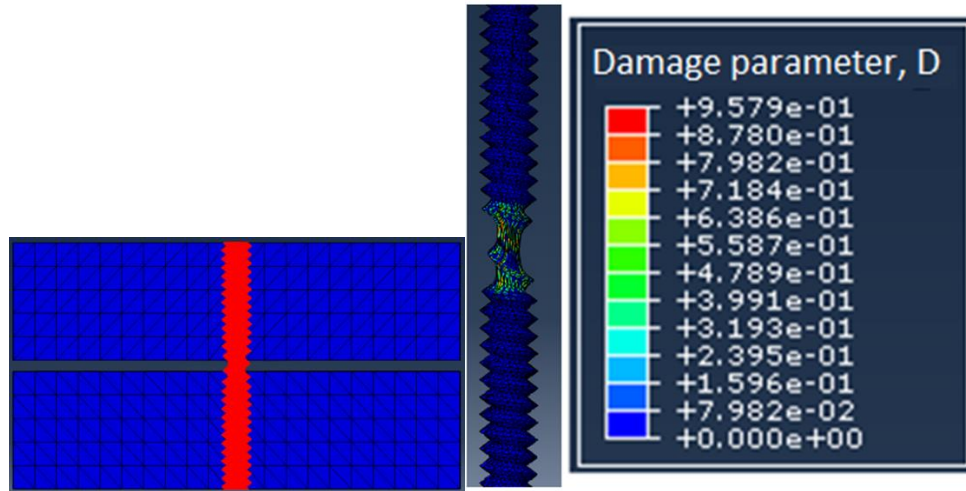 Damage parameter, D
+9.579e-01
+8.780e-01
+7.982e-01
+7.184e-01
+6.386e-01
+5.587e-01
+4.789e-01
+3.991e-01
+3.193e-01
+2.395e-01
+1.596e-01
+7.982e-02
+0.000e+00